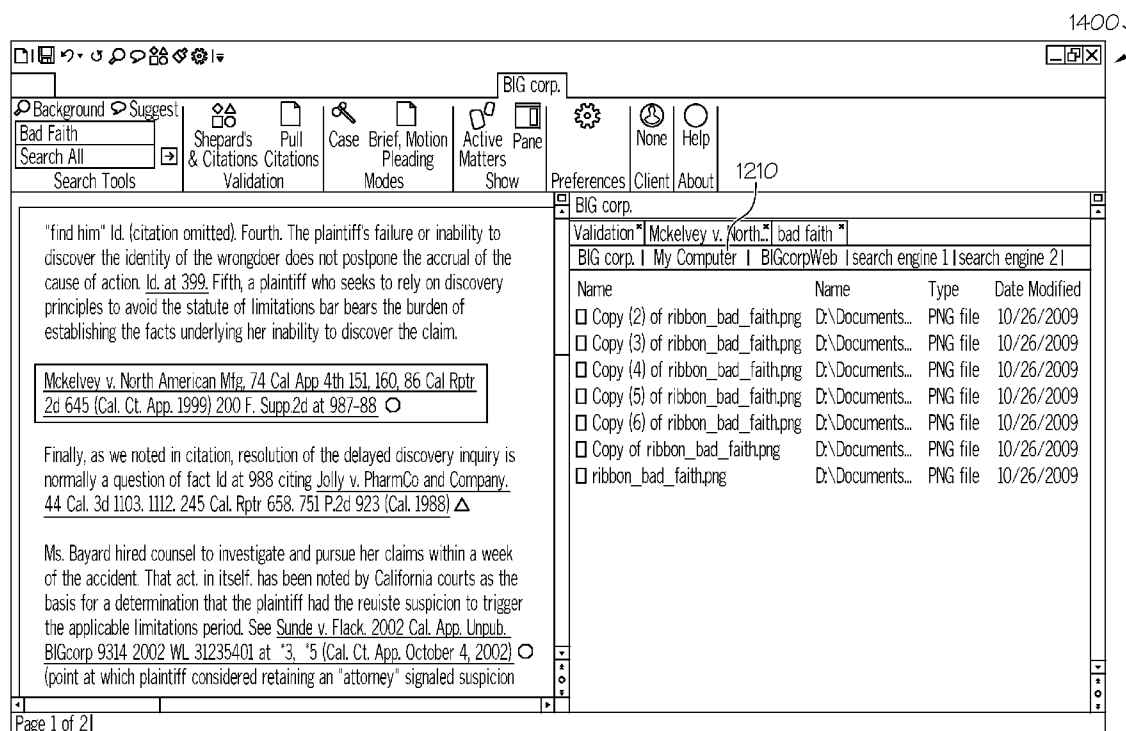 1400
BIG corp.
Background Suggest
Bad Faith
Search All
Search Tools
Shepard's
& Citations
Pull
Citations
Validation
Case
Brief, Motion
Pleading
Modes
Active
Matters
Pane
Show
Preferences
None
Client
Help
About
1210
"find him" Id. (citation omitted). Fourth. The plaintiff's failure or inability to
discover the identity of the wrongdoer does not postpone the accrual of the
cause of action. Id. at 399. Fifth, a plaintiff who seeks to rely on discovery
principles to avoid the statute of limitations bar bears the burden of
establishing the facts underlying her inability to discover the claim.
Mckelvey v. North American Mfg, 74 Cal App 4th 151, 160, 86 Cal Rptr
2d 645 (Cal. Ct. App. 1999) 200 F. Supp.2d at 987-88
Finally, as we noted in citation, resolution of the delayed discovery inquiry is
normally a question of fact Id at 988 citing Jolly v. PharmCo and Company.
44 Cal. 3d 1103. 1112. 245 Cal. Rptr 658. 751 P.2d 923 (Cal. 1988)
Ms. Bayard hired counsel to investigate and pursue her claims within a week
of the accident. That act. in itself. has been noted by California courts as the
basis for a determination that the plaintiff had the reuiste suspicion to trigger
the applicable limitations period. See Sunde v. Flack. 2002 Cal. App. Unpub.
BIGcorp 9314 2002 WL 31235401 at *3, *5 (Cal. Ct. App. October 4, 2002)
(point at which plaintiff considered retaining an "attorney" signaled suspicion
Page 1 of 2
BIG corp.
Validation x Mckelvey v. North... x bad faith x
BIG corp. | My Computer | BIGcorpWeb | search engine 1 | search engine 2 |
Name Name Type Date Modified
Copy (2) of ribbon_bad_faith.png D:\Documents... PNG file 10/26/2009
Copy (3) of ribbon_bad_faith.png D:\Documents... PNG file 10/26/2009
Copy (4) of ribbon_bad_faith.png D:\Documents... PNG file 10/26/2009
Copy (5) of ribbon_bad_faith.png D:\Documents... PNG file 10/26/2009
Copy (6) of ribbon_bad_faith.png D:\Documents... PNG file 10/26/2009
Copy of ribbon_bad_faith.png D:\Documents... PNG file 10/26/2009
ribbon_bad_faith.png D:\Documents... PNG file 10/26/2009